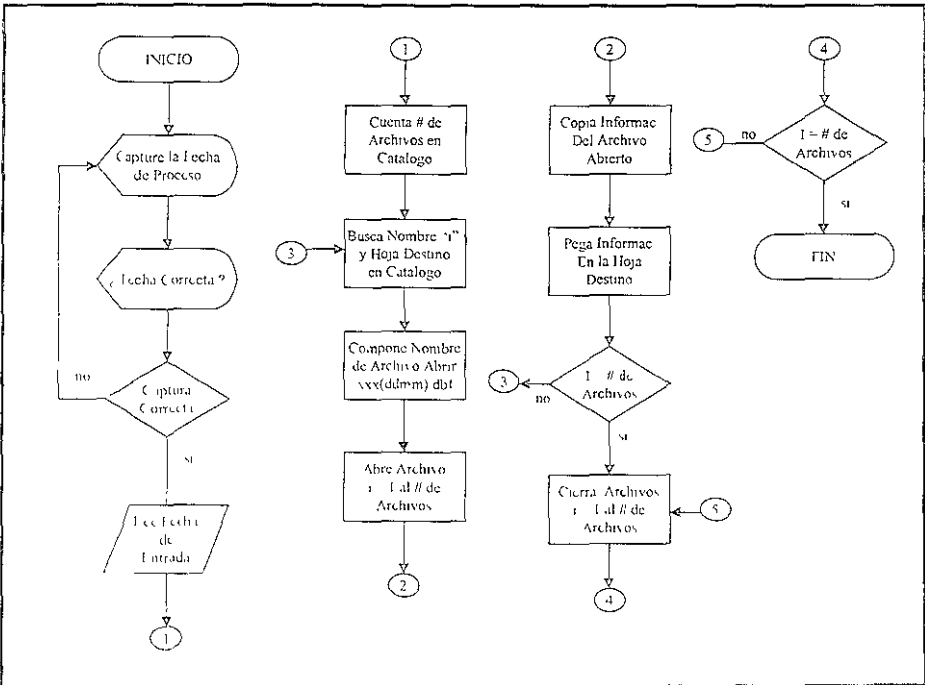 INICIO
Capture la Fecha
de Proceso
¿Fecha Correcta ?
no
Captura
Correcta
si
Lee Fecha
de
Entrada
1
1
Cuenta # de
Archivos en
Catalogo
3
Busca Nombre "i"
y Hoja Destino
en Catalogo
Compone Nombre
de Archivo Abrir
xxx(ddmm) dbf
Abre Archivo
al # de
Archivos
2
2
Copia Informac
Del Archivo
Abierto
Pega Informac
En la Hoja
Destino
3
no
I = # de
Archivos
si
Cierra Archivos
al # de
Archivos
5
4
4
5
no
I = # de
Archivos
si
FIN